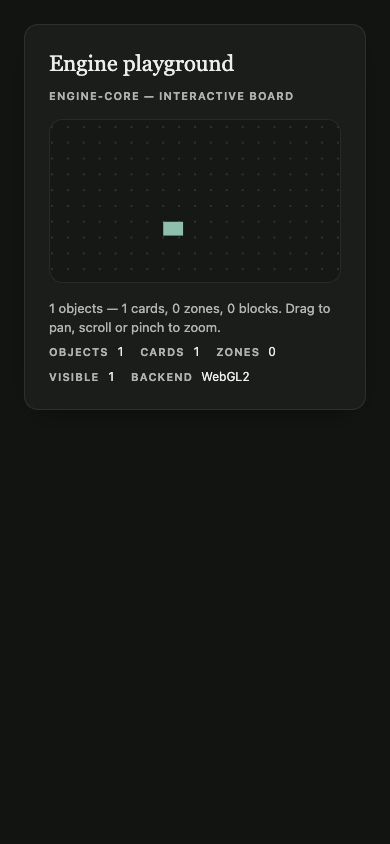 Engine playground
ENGINE-CORE — INTERACTIVE BOARD
1 objects — 1 cards, 0 zones, 0 blocks. Drag to
pan, scroll or pinch to zoom.
OBJECTS 1 CARDS 1 ZONES 0
VISIBLE 1 BACKEND WebGL2